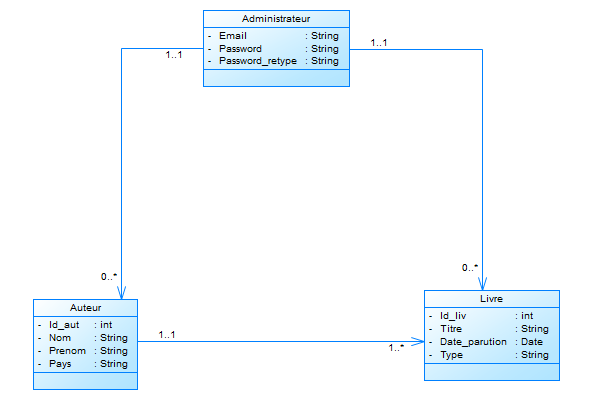 Administrateur
- Email : String
- Password : String
- Password_retype : String
1..1
1..1
0..*
0..*
Auteur
- Id_aut : int
- Nom : String
- Prenom : String
- Pays : String
1..1
1..*
Livre
- Id_liv : int
- Titre : String
- Date_parution : Date
- Type : String